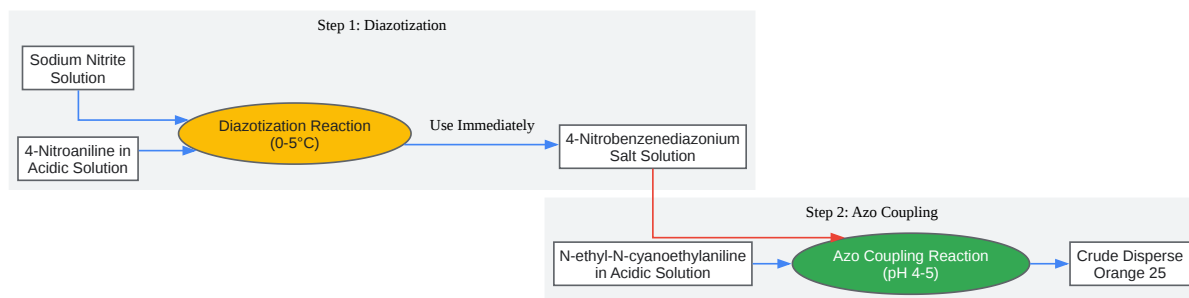 Step 1: Diazotization
Sodium Nitrite
Solution
4-Nitroaniline in
Acidic Solution
Diazotization Reaction
(0-5°C)
Use Immediately
4-Nitrobenzenediazonium
Salt Solution
Step 2: Azo Coupling
N-ethyl-N-cyanoethylaniline
in Acidic Solution
Azo Coupling Reaction
(pH 4-5)
Crude Disperse
Orange 25